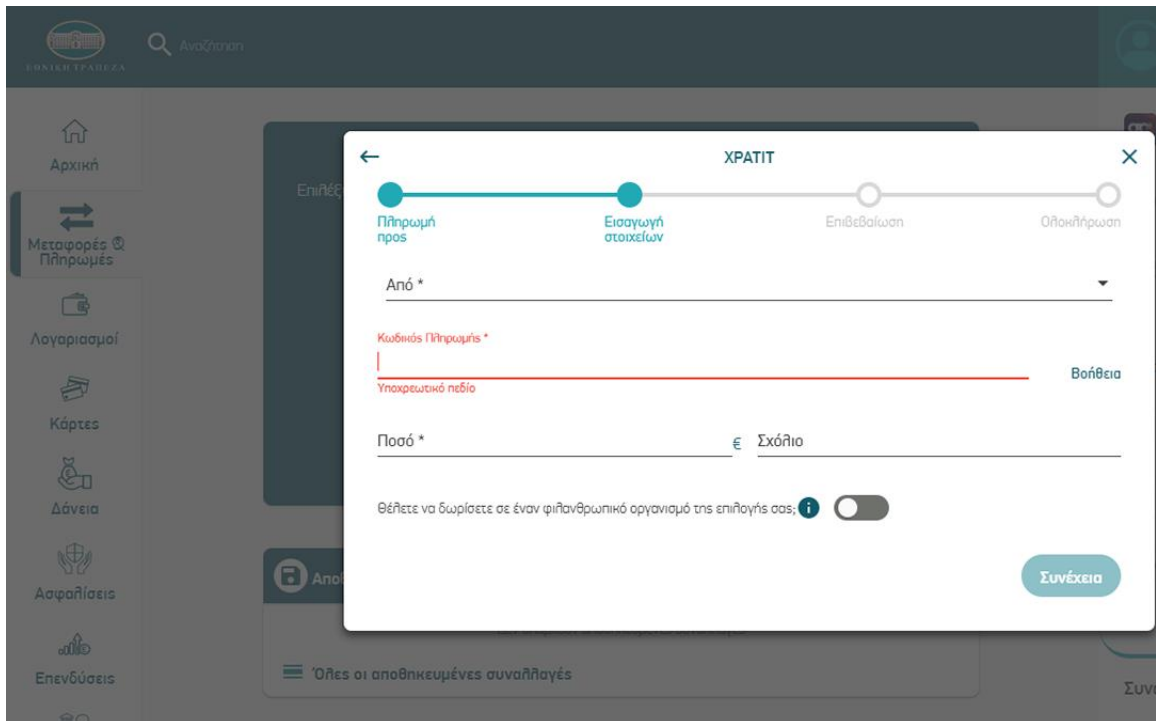 ΕΘΝΙΚΗ ΤΡΑΠΕΖΑ
Αναζήτηση
Αρχική
Μεταφορές &
Πληρωμές
Λογαριασμοί
Κάρτες
Δάνεια
Ασφαλίσεις
Επενδύσεις
ΧΡΑΤΙΤ
Πληρωμή
προς
Εισαγωγή
στοιχείων
Επιβεβαίωση
Ολοκλήρωση
Από *
Κωδικός Πληρωμής *
Υποχρεωτικό πεδίο
Βοήθεια
Ποσό *
€
Σχόλιο
Θέλετε να δωρίσετε σε έναν φιλανθρωπικό οργανισμό της επιλογής σας;
Συνέχεια
Όλες οι αποθηκευμένες συναλλαγές